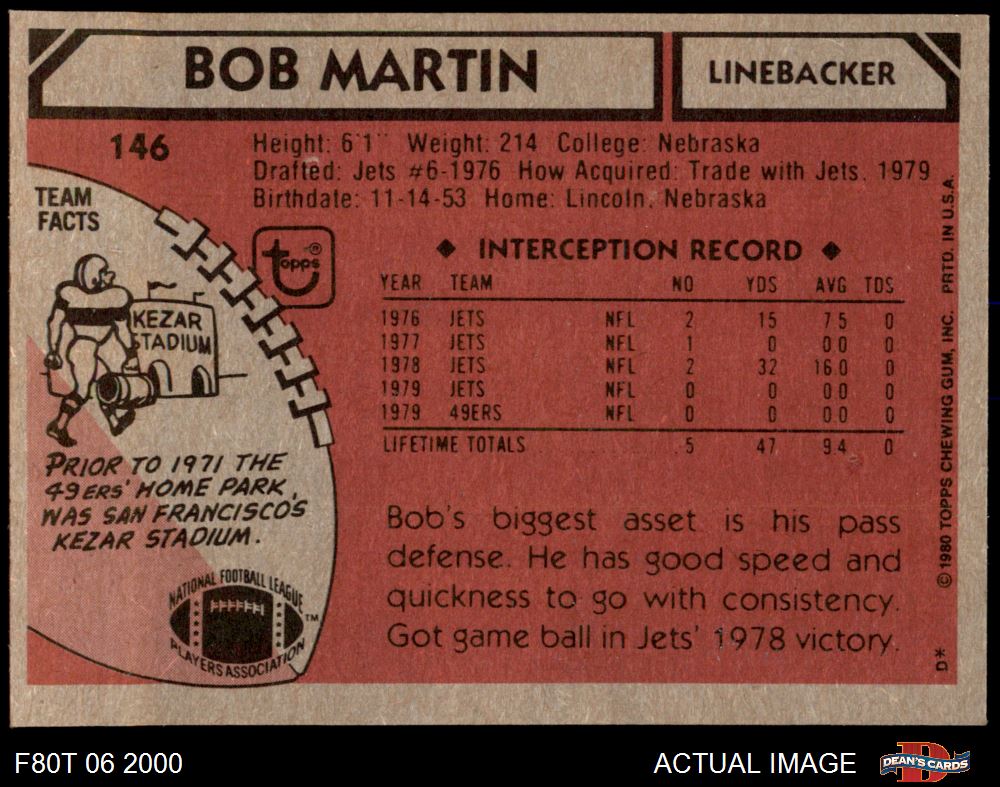 BOB MARTIN
LINEBACKER
146
Height: 6'1" Weight: 214 College: Nebraska
Drafted: Jets #6-1976 How Acquired: Trade with Jets, 1979
Birthdate: 11-14-53 Home: Lincoln, Nebraska
TEAM
FACTS
KEZAR
STADIUM
PRIOR TO 1971 THE
49ERS' HOME PARK
WAS SAN FRANCISCO'S
KEZAR STADIUM.
NATIONAL FOOTBALL LEAGUE
PLAYERS ASSOCIATION
TM
topps ®
◆ INTERCEPTION RECORD ◆
YEAR TEAM NO YDS AVG TDS
1976 JETS NFL 2 15 7.5 0
1977 JETS NFL 1 0 0.0 0
1978 JETS NFL 2 32 16.0 0
1979 JETS NFL 0 0 0.0 0
1979 49ERS NFL 0 0 0.0 0
LIFETIME TOTALS 5 47 9.4 0
Bob's biggest asset is his pass
defense. He has good speed and
quickness to go with consistency.
Got game ball in Jets' 1978 victory.
© 1980 TOPPS CHEWING GUM, INC. PRTD. IN U.S.A.
D*
F80T 06 2000
ACTUAL IMAGE
DEAN'S CARDS